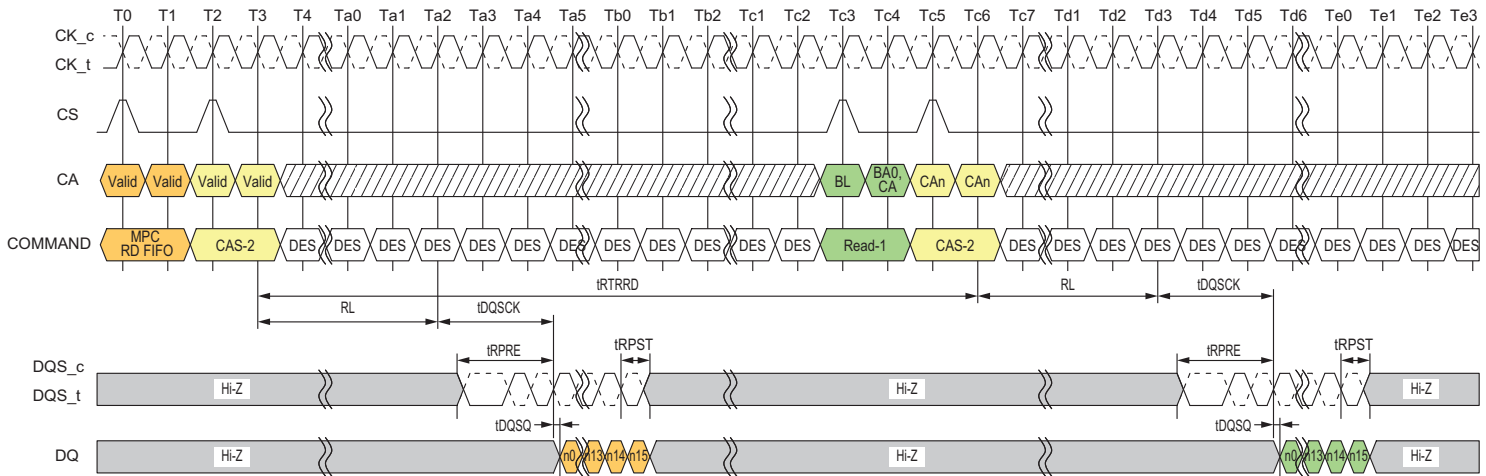 T0 T1 T2 T3 T4 Ta0 Ta1 Ta2 Ta3 Ta4 Ta5 Tb0 Tb1 Tb2 Tc1 Tc2 Tc3 Tc4 Tc5 Tc6 Tc7 Td1 Td2 Td3 Td4 Td5 Td6 Te0 Te1 Te2 Te3
CK_c
CK_t
CS
CA Valid Valid Valid Valid BL BA0, CA CAn CAn
COMMAND MPC RD FIFO CAS-2 DES DES DES DES DES DES DES DES DES DES DES DES Read-1 CAS-2 DES DES DES DES DES DES DES DES DES DES DES
tRTRRD RL tDQSCK
RL tDQSCK
tRPRE tRPST tRPRE tRPST
DQS_c
DQS_t
Hi-Z Hi-Z Hi-Z
tDQSQ tDQSQ
DQ Hi-Z n0 n13 n14 n15 Hi-Z n0 n13 n14 n15 Hi-Z